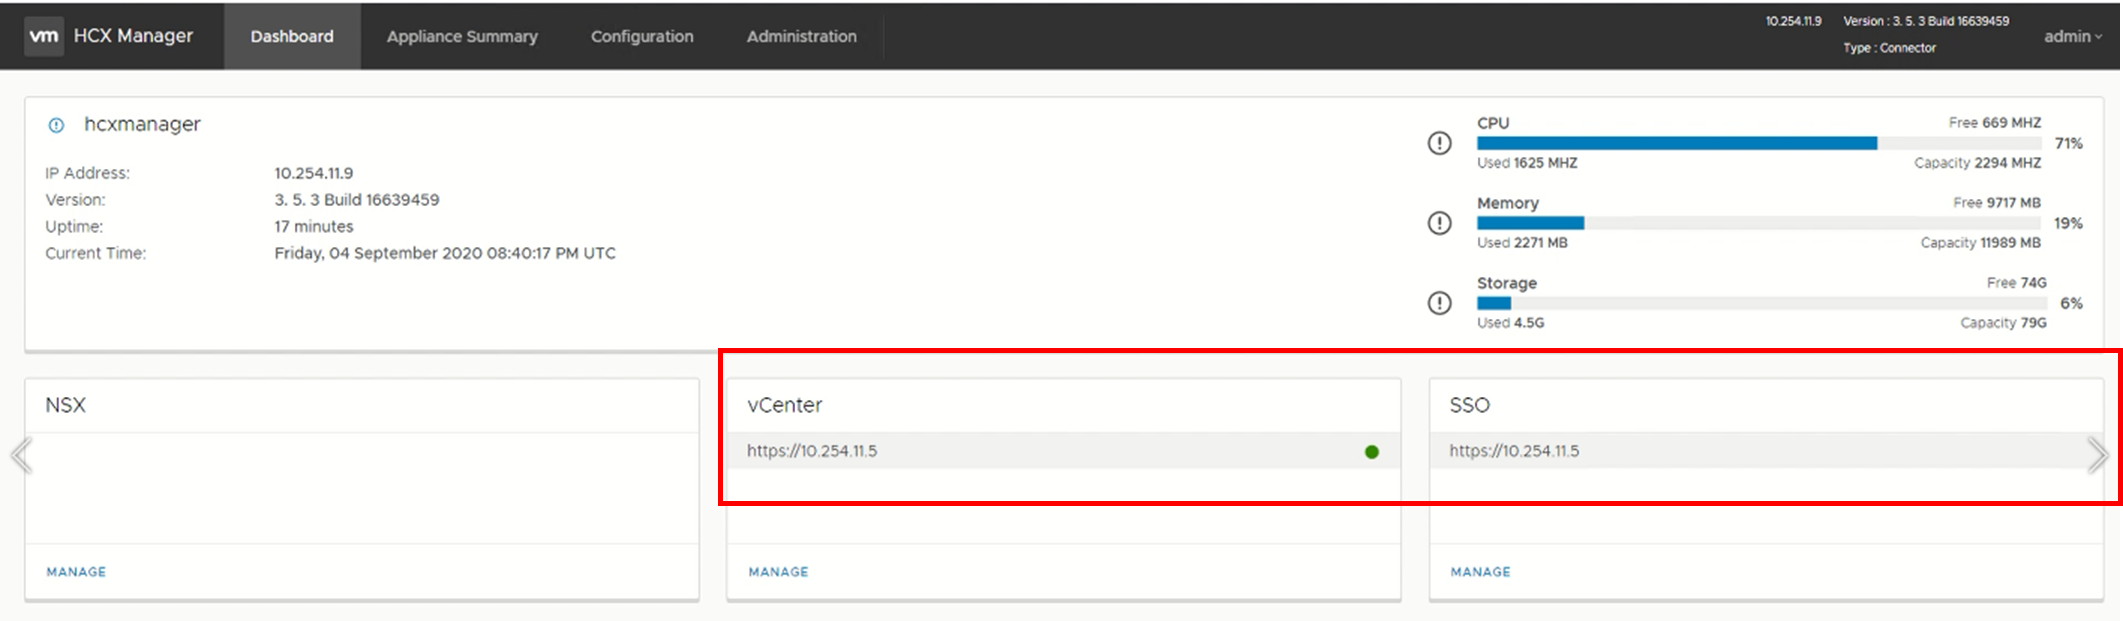 vm HCX Manager Dashboard Appliance Summary Configuration Administration 10.254.11.9 Version : 3. 5. 3 Build 16639459 admin
Type : Connector
hcxmanager
IP Address: 10.254.11.9
Version: 3. 5. 3 Build 16639459
Uptime: 17 minutes
Current Time: Friday, 04 September 2020 08:40:17 PM UTC
CPU Free 669 MHZ
71%
Used 1625 MHZ Capacity 2294 MHZ
Memory Free 9717 MB
19%
Used 2271 MB Capacity 11989 MB
Storage Free 74G
6%
Used 4.5G Capacity 79G
NSX
MANAGE
vCenter
https://10.254.11.5
MANAGE
SSO
https://10.254.11.5
MANAGE